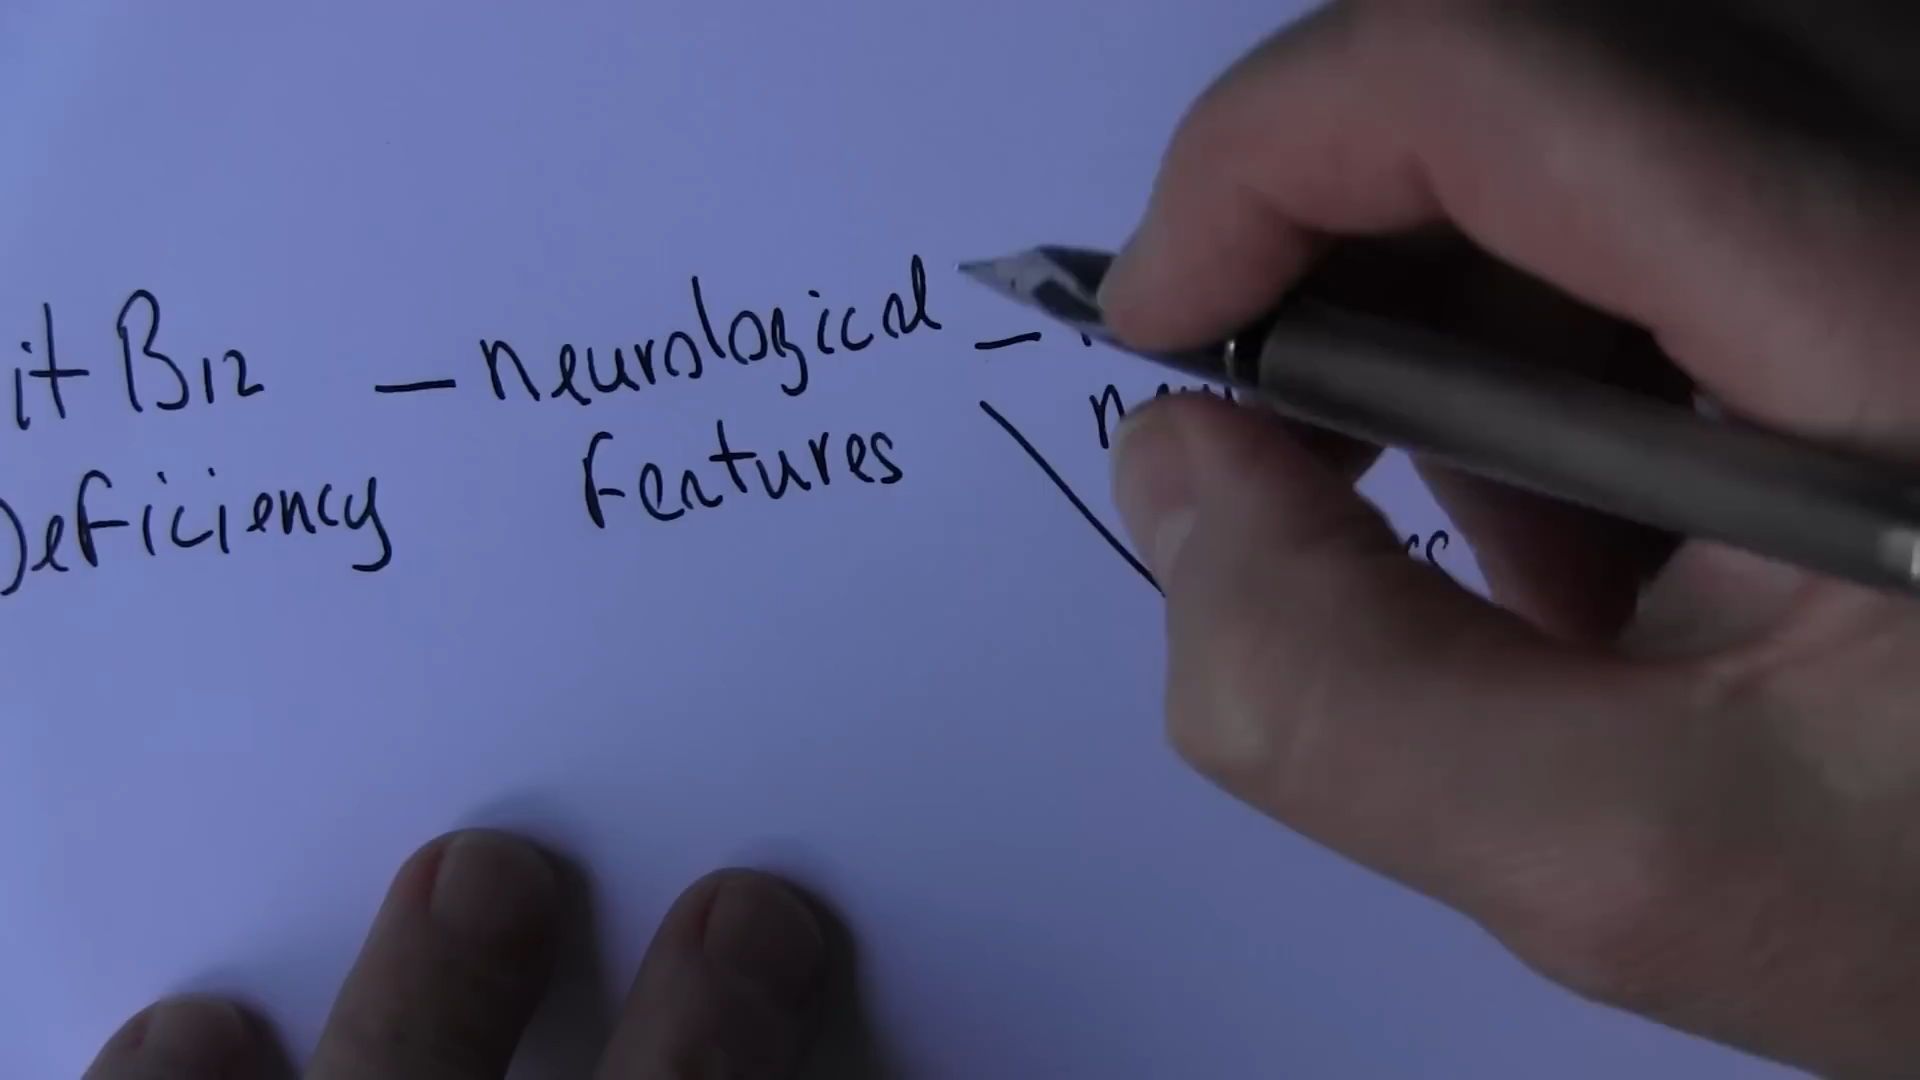 it B12 — neurological —
Deficiency features